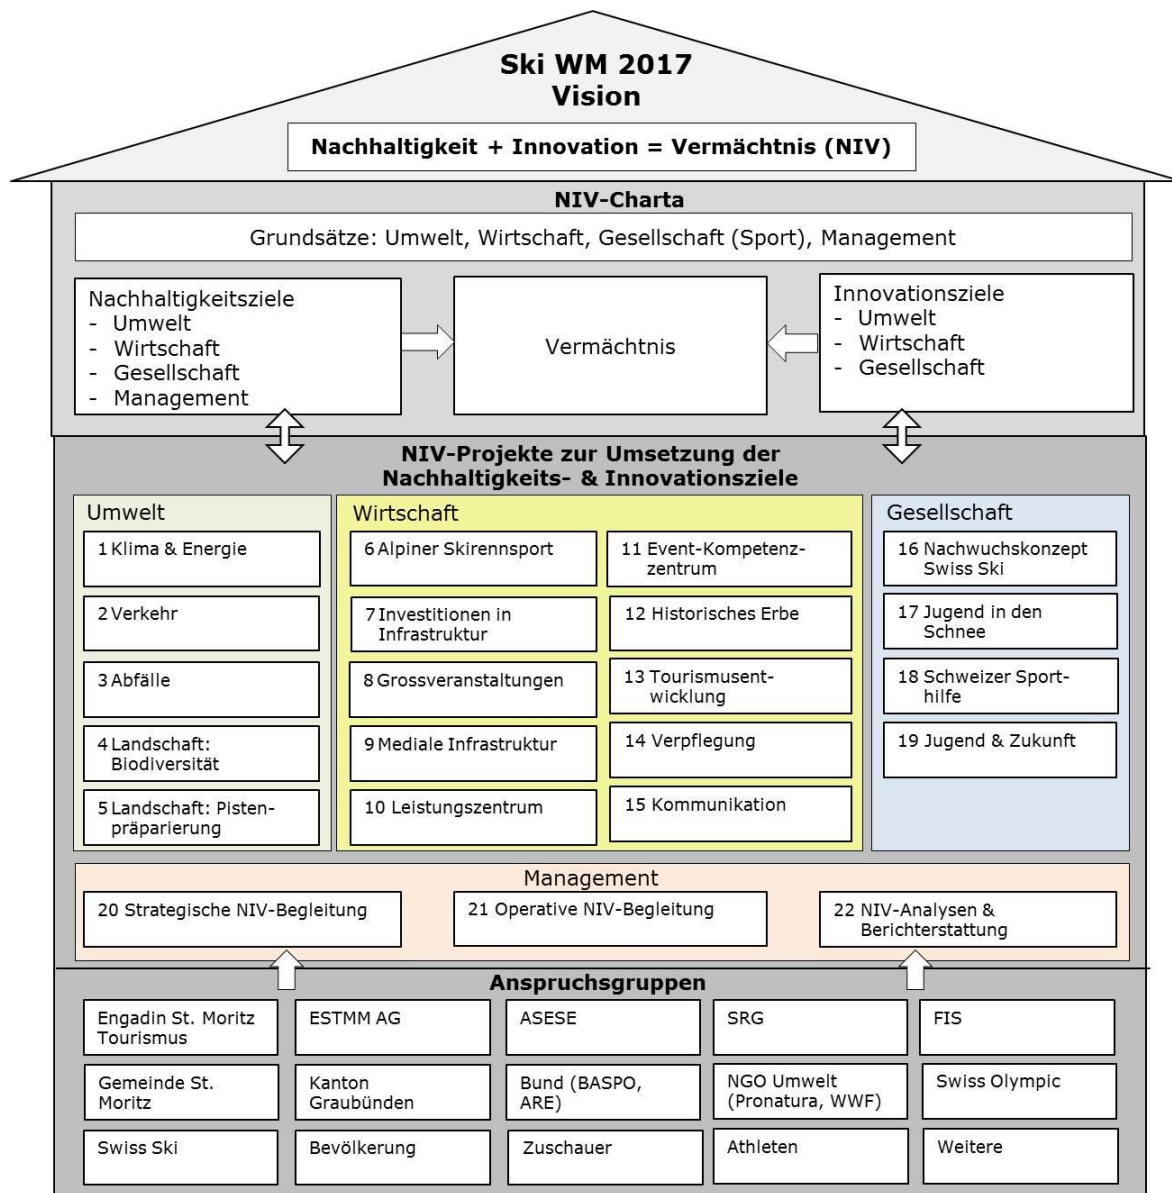 Ski WM 2017
Vision
Nachhaltigkeit + Innovation = Vermächtnis (NIV)
NIV-Charta
Grundsätze: Umwelt, Wirtschaft, Gesellschaft (Sport), Management
Nachhaltigkeitsziele
- Umwelt
- Wirtschaft
- Gesellschaft
- Management
Vermächtnis
Innovationsziele
- Umwelt
- Wirtschaft
- Gesellschaft
NIV-Projekte zur Umsetzung der
Nachhaltigkeits- & Innovationsziele
Umwelt
1 Klima & Energie
2 Verkehr
3 Abfälle
4 Landschaft:
Biodiversität
5 Landschaft: Pisten-
präparierung
Wirtschaft
6 Alpiner Skirennsport
7 Investitionen in
Infrastruktur
8 Grossveranstaltungen
9 Mediale Infrastruktur
10 Leistungszentrum
11 Event-Kompetenz-
zentrum
12 Historisches Erbe
13 Tourismusent-
wicklung
14 Verpflegung
15 Kommunikation
Gesellschaft
16 Nachwuchskonzept
Swiss Ski
17 Jugend in den
Schnee
18 Schweizer Sport-
hilfe
19 Jugend & Zukunft
Management
20 Strategische NIV-Begleitung
21 Operative NIV-Begleitung
22 NIV-Analysen &
Berichterstattung
Anspruchsgruppen
Engadin St. Moritz
Tourismus
ESTMM AG
ASESE
SRG
FIS
Gemeinde St.
Moritz
Kanton
Graubünden
Bund (BASPO,
ARE)
NGO Umwelt
(Pronatura, WWF)
Swiss Olympic
Swiss Ski
Bevölkerung
Zuschauer
Athleten
Weitere